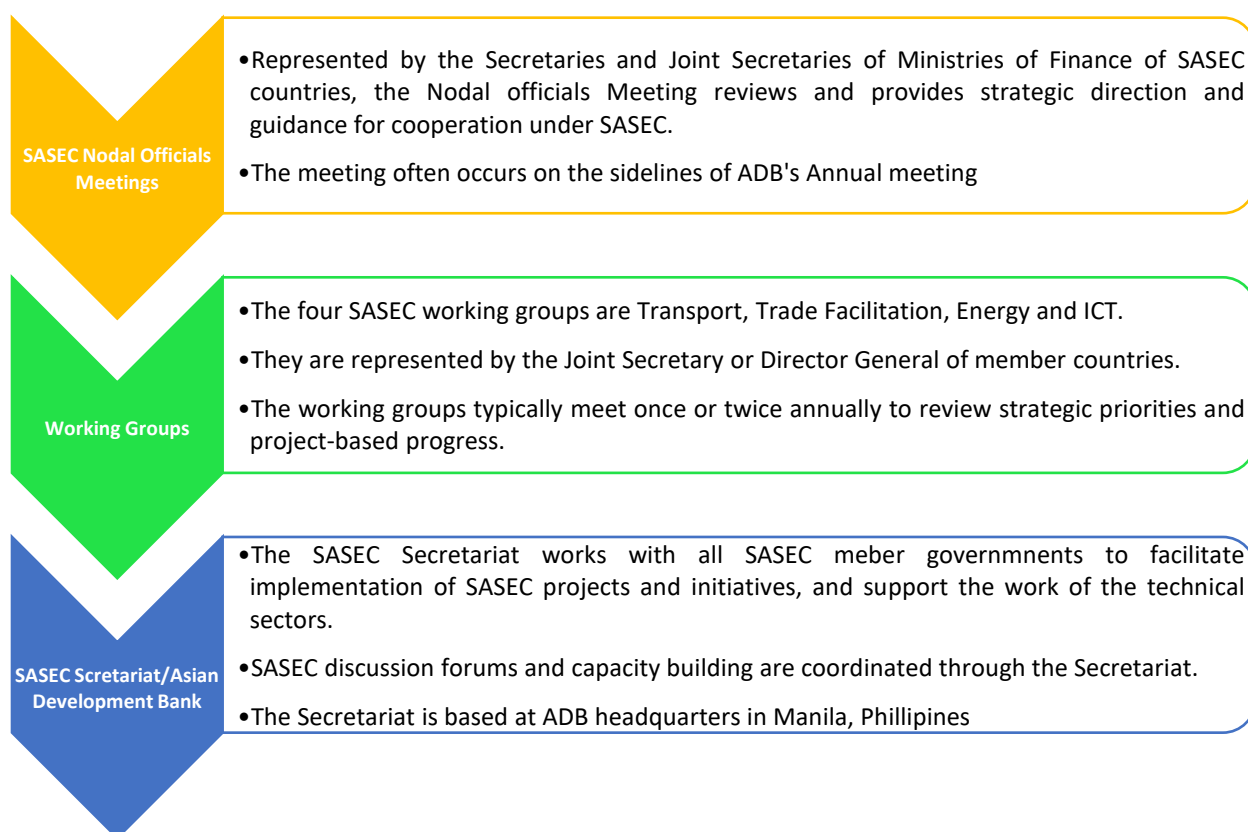 SASEC Nodal Officials
Meetings
•Represented by the Secretaries and Joint Secretaries of Ministries of Finance of SASEC
countries, the Nodal officials Meeting reviews and provides strategic direction and
guidance for cooperation under SASEC.
•The meeting often occurs on the sidelines of ADB's Annual meeting
Working Groups
•The four SASEC working groups are Transport, Trade Facilitation, Energy and ICT.
•They are represented by the Joint Secretary or Director General of member countries.
•The working groups typically meet once or twice annually to review strategic priorities and
project-based progress.
SASEC Scretariat/Asian
Development Bank
•The SASEC Secretariat works with all SASEC meber governmnents to facilitate
implementation of SASEC projects and initiatives, and support the work of the technical
sectors.
•SASEC discussion forums and capacity building are coordinated through the Secretariat.
•The Secretariat is based at ADB headquarters in Manila, Phillipines